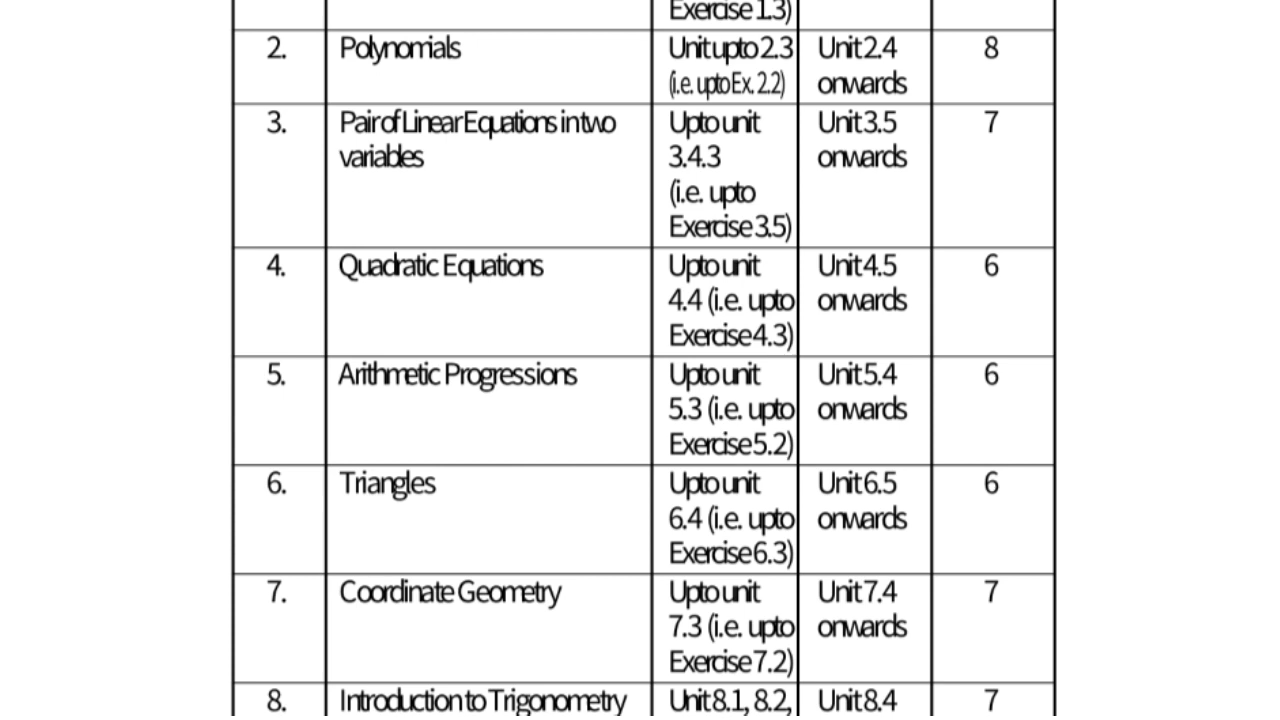 Exercise 1.3)
2. Polynomials Unit upto 2.3 Unit 2.4 8
(i.e. upto Ex. 2.2) onwards
3. Pair of Linear Equations in two Upto unit Unit 3.5 7
variables 3.4.3 onwards
(i.e. upto
Exercise 3.5)
4. Quadratic Equations Upto unit Unit 4.5 6
4.4 (i.e. upto onwards
Exercise 4.3)
5. Arithmetic Progressions Upto unit Unit 5.4 6
5.3 (i.e. upto onwards
Exercise 5.2)
6. Triangles Upto unit Unit 6.5 6
6.4 (i.e. upto onwards
Exercise 6.3)
7. Coordinate Geometry Upto unit Unit 7.4 7
7.3 (i.e. upto onwards
Exercise 7.2)
8. Introduction to Trigonometry Unit 8.1, 8.2, Unit 8.4 7